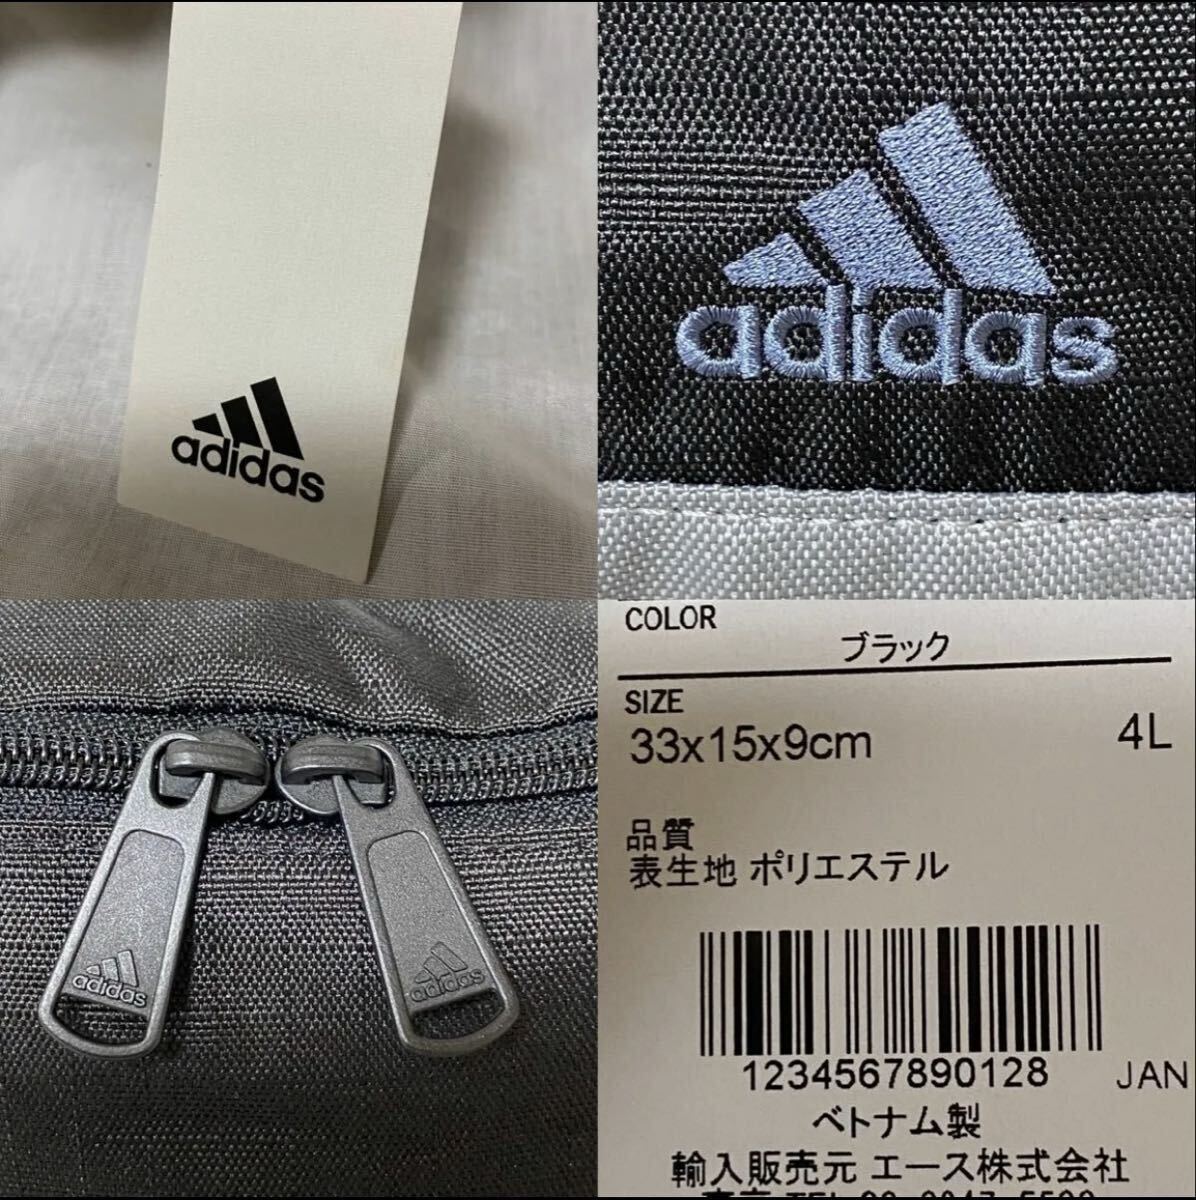 adidas
adidas
adidas
adidas
COLOR
ブラック
SIZE
33x15x9cm 4L
品質
表生地 ポリエステル
1234567890128 JAN
ベトナム製
輸入販売元 エース株式会社